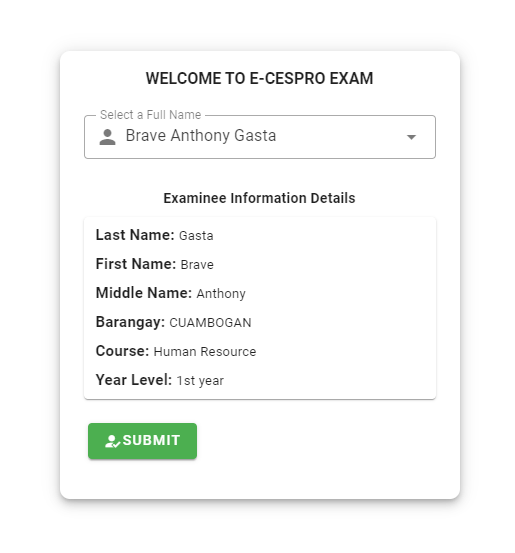 WELCOME TO E-CESPRO EXAM
Select a Full Name
Brave Anthony Gasta
Examinee Information Details
Last Name: Gasta
First Name: Brave
Middle Name: Anthony
Barangay: CUAMBOGAN
Course: Human Resource
Year Level: 1st year
SUBMIT